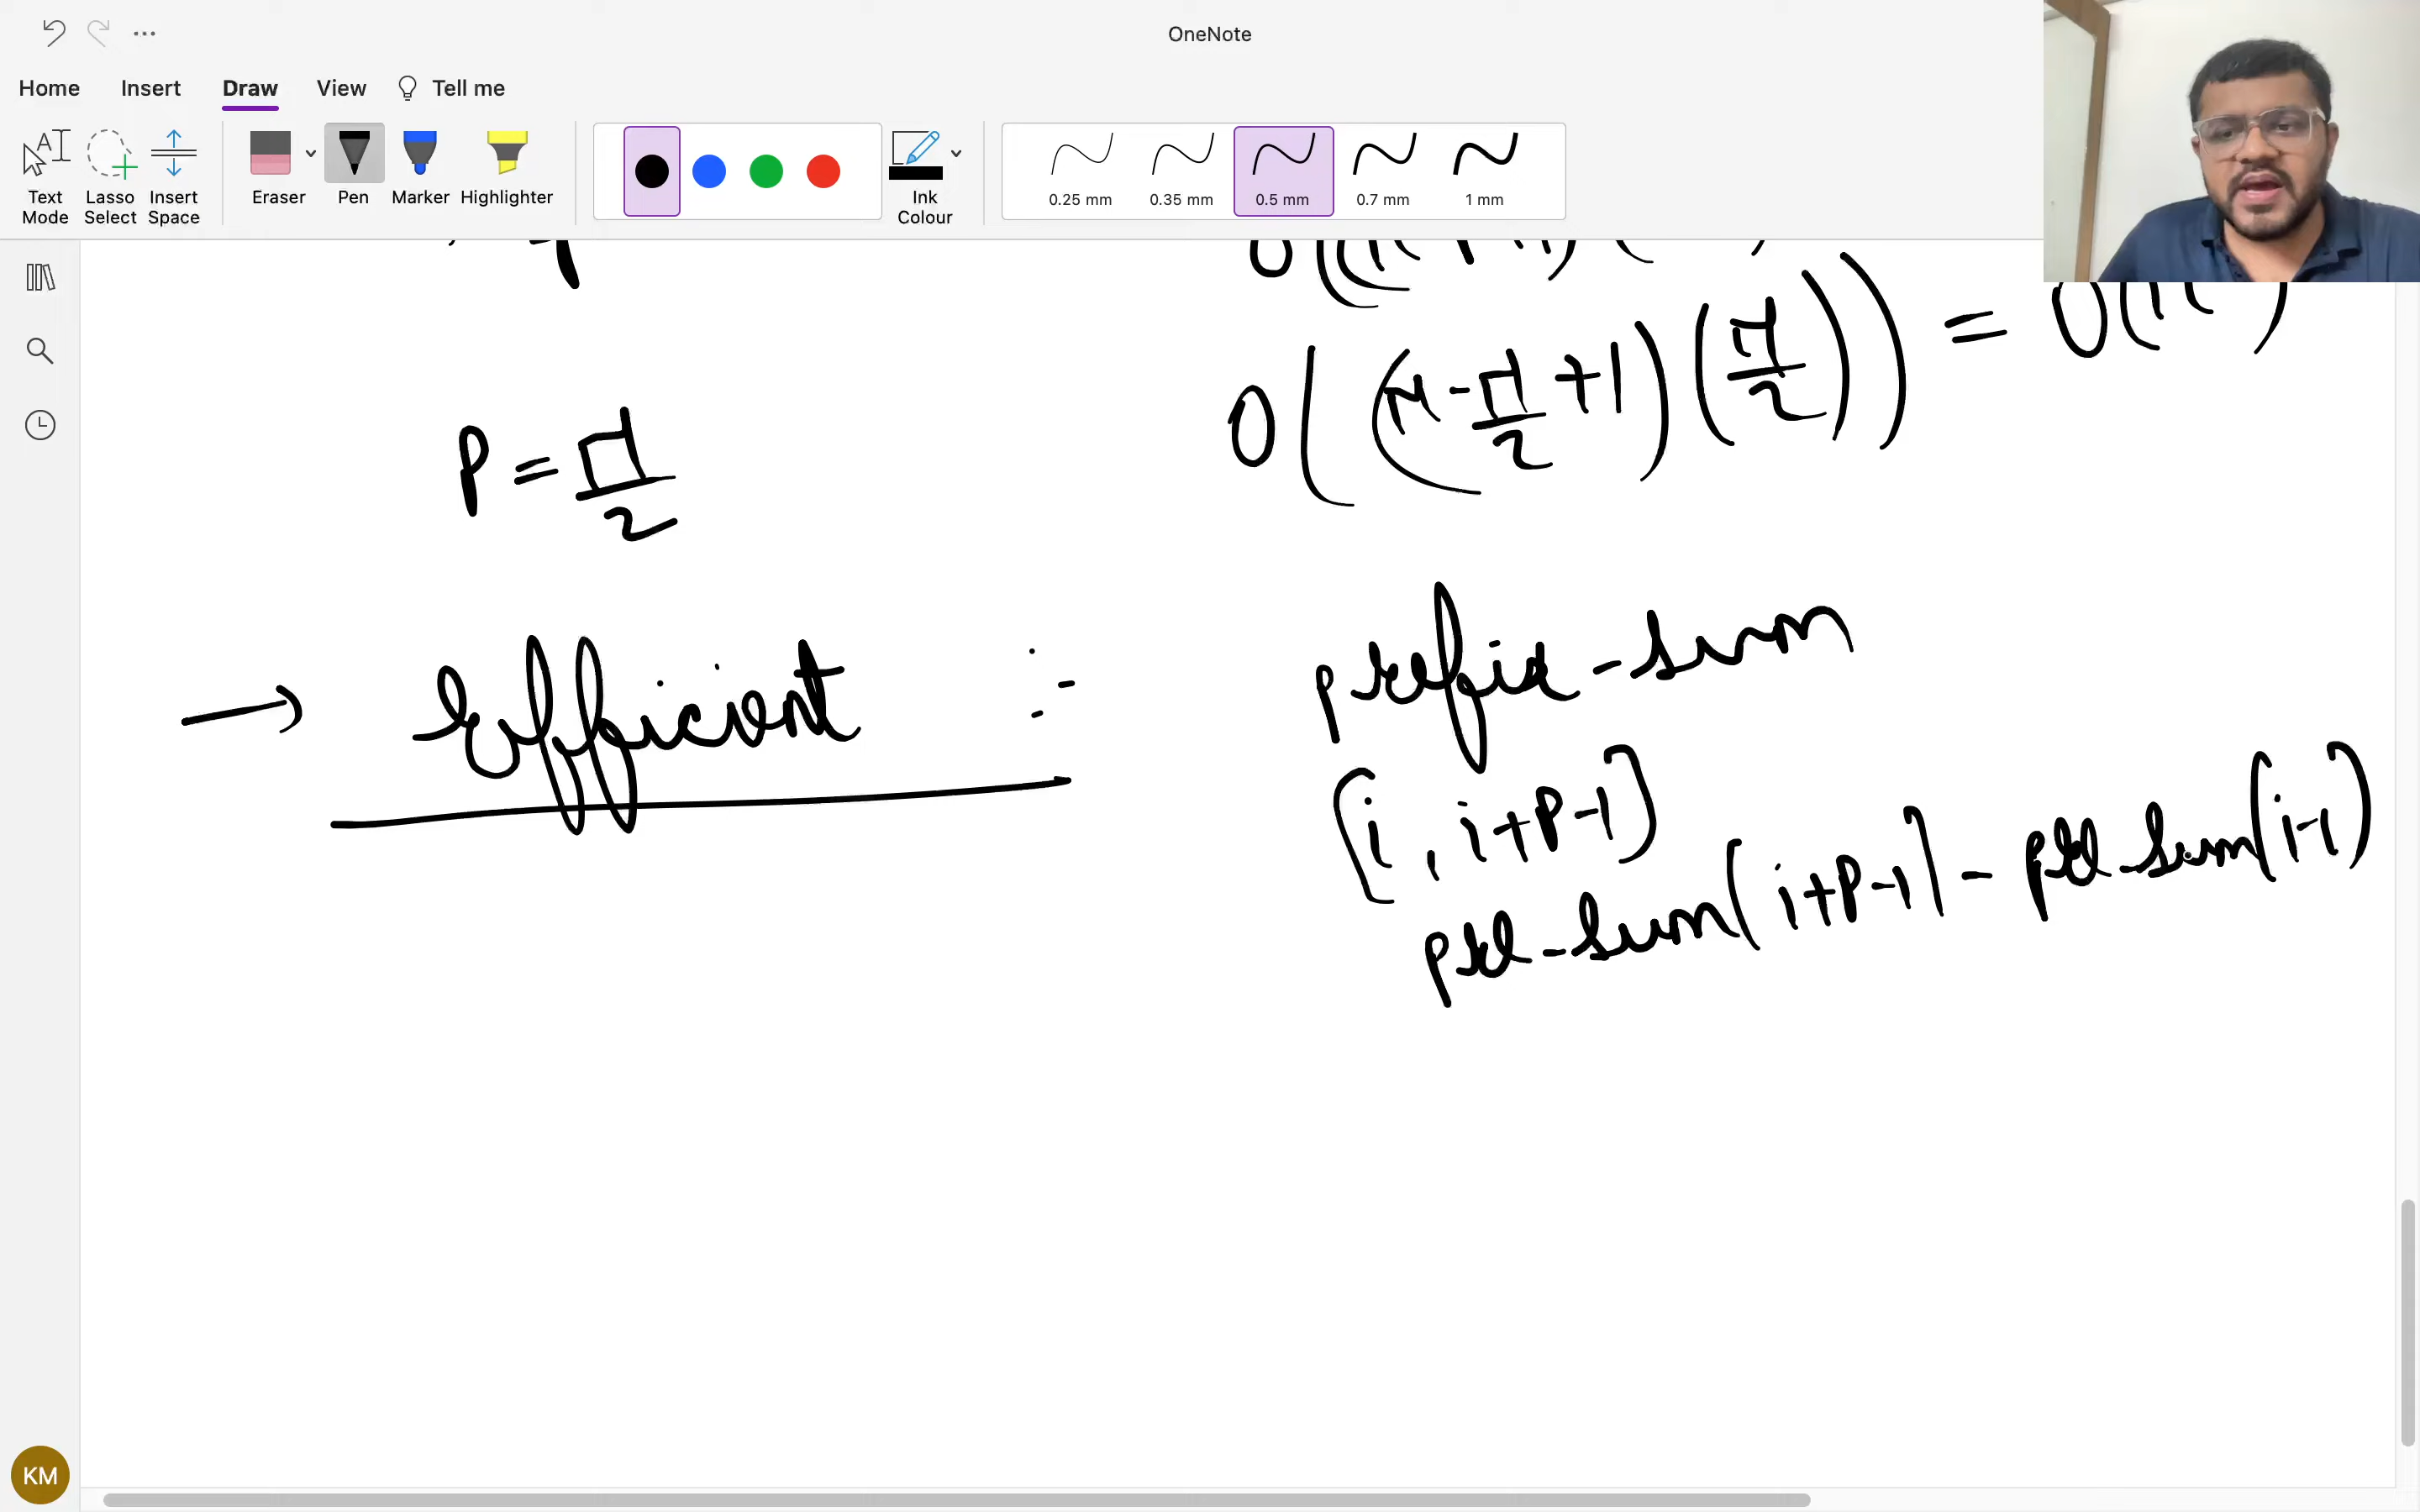 OneNote
Home Insert Draw View Tell me
Text Mode
Lasso Select
Insert Space
Eraser
Pen
Marker
Highlighter
Ink Colour
0.25 mm
0.35 mm
0.5 mm
0.7 mm
1 mm
O((n-n/2+1)(n/2)) =
P = n/2
→ Efficient :- prefix-sum
[i, i+P-1]
pre-sum[i+P-1] - pre-sum[i-1]
KM